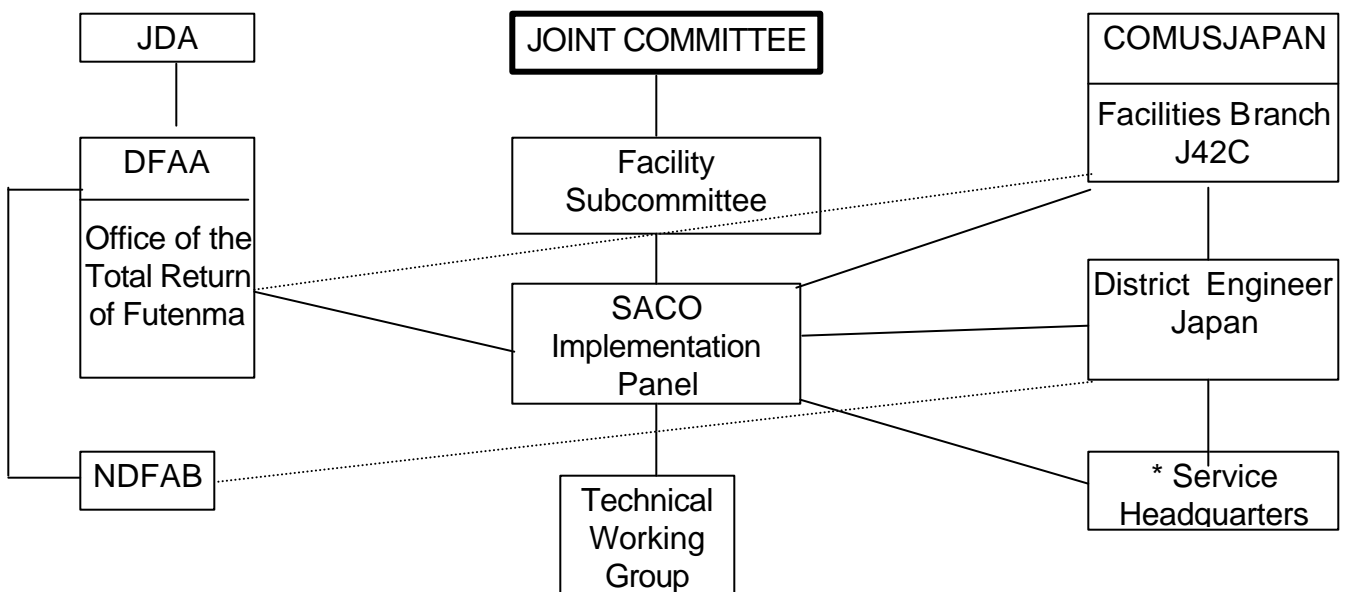 JDA
JOINT COMMITTEE
COMUSJAPAN
Facilities Branch
J42C
DFAA
Office of the
Total Return
of Futenma
Facility
Subcommittee
SACO
Implementation
Panel
District Engineer
Japan
NDFAB
Technical
Working
Group
* Service
Headquarters